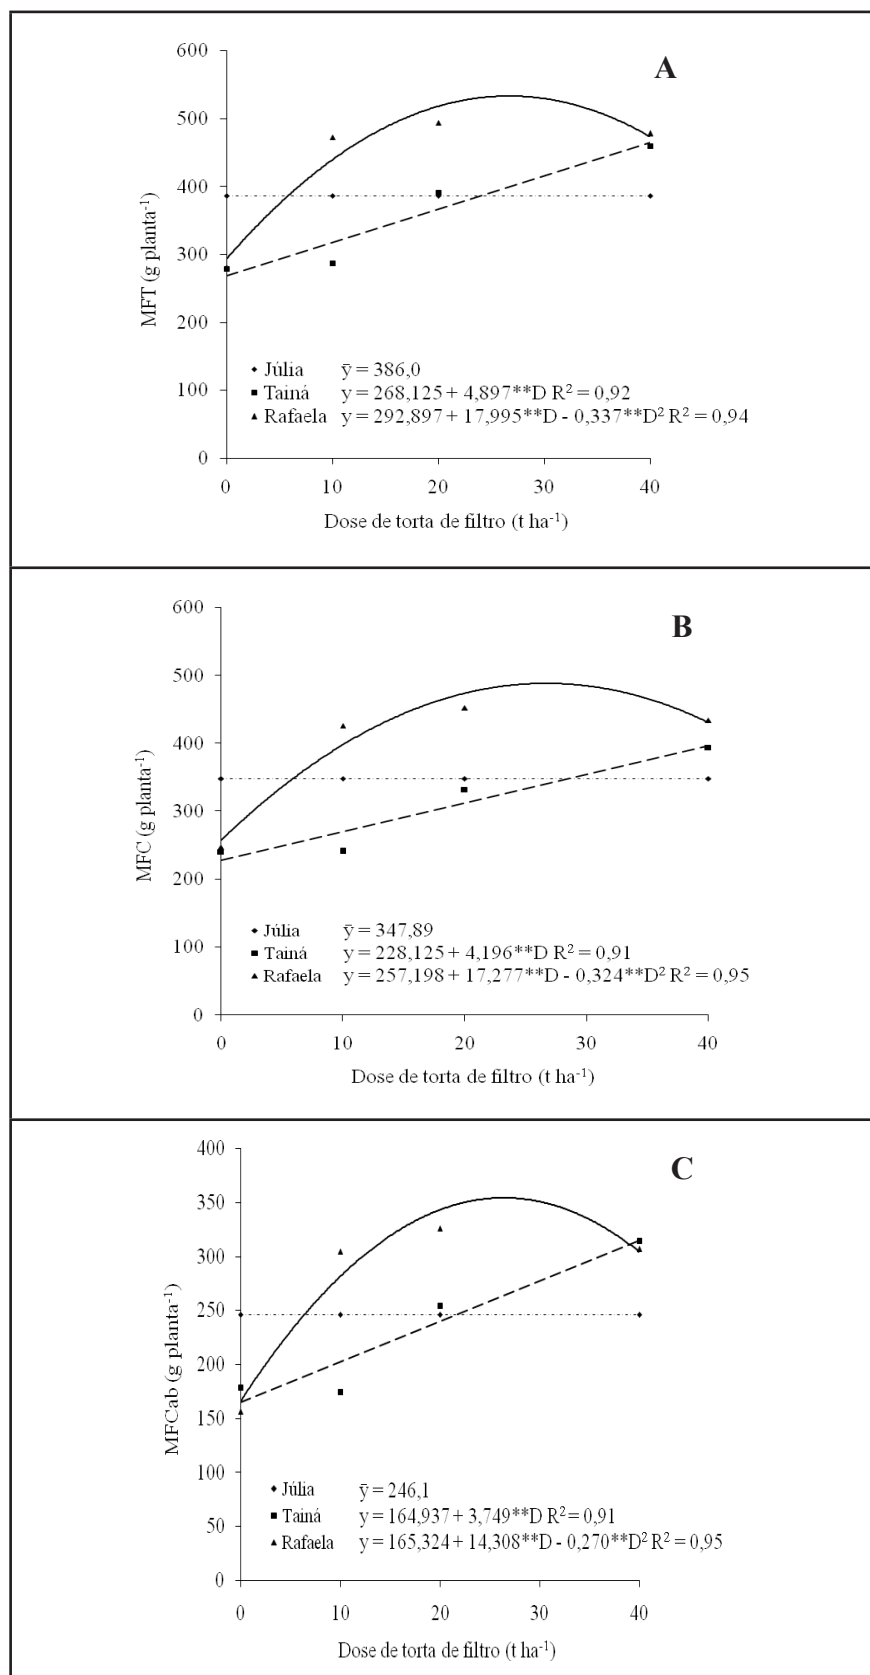 A
600
500
400
300
200
100
0
MFT (g planta⁻¹)
Júlia ȳ = 386,0
Tainá y = 268,125 + 4,897**D R² = 0,92
Rafaela y = 292,897 + 17,995**D - 0,337**D² R² = 0,94
0 10 20 30 40
Dose de torta de filtro (t ha⁻¹)
B
600
500
400
300
200
100
0
MFC (g planta⁻¹)
Júlia ȳ = 347,89
Tainá y = 228,125 + 4,196**D R² = 0,91
Rafaela y = 257,198 + 17,277**D - 0,324**D² R² = 0,95
0 10 20 30 40
Dose de torta de filtro (t ha⁻¹)
C
400
350
300
250
200
150
100
50
0
MFCab (g planta⁻¹)
Júlia ȳ = 246,1
Tainá y = 164,937 + 3,749**D R² = 0,91
Rafaela y = 165,324 + 14,308**D - 0,270**D² R² = 0,95
0 10 20 30 40
Dose de torta de filtro (t ha⁻¹)